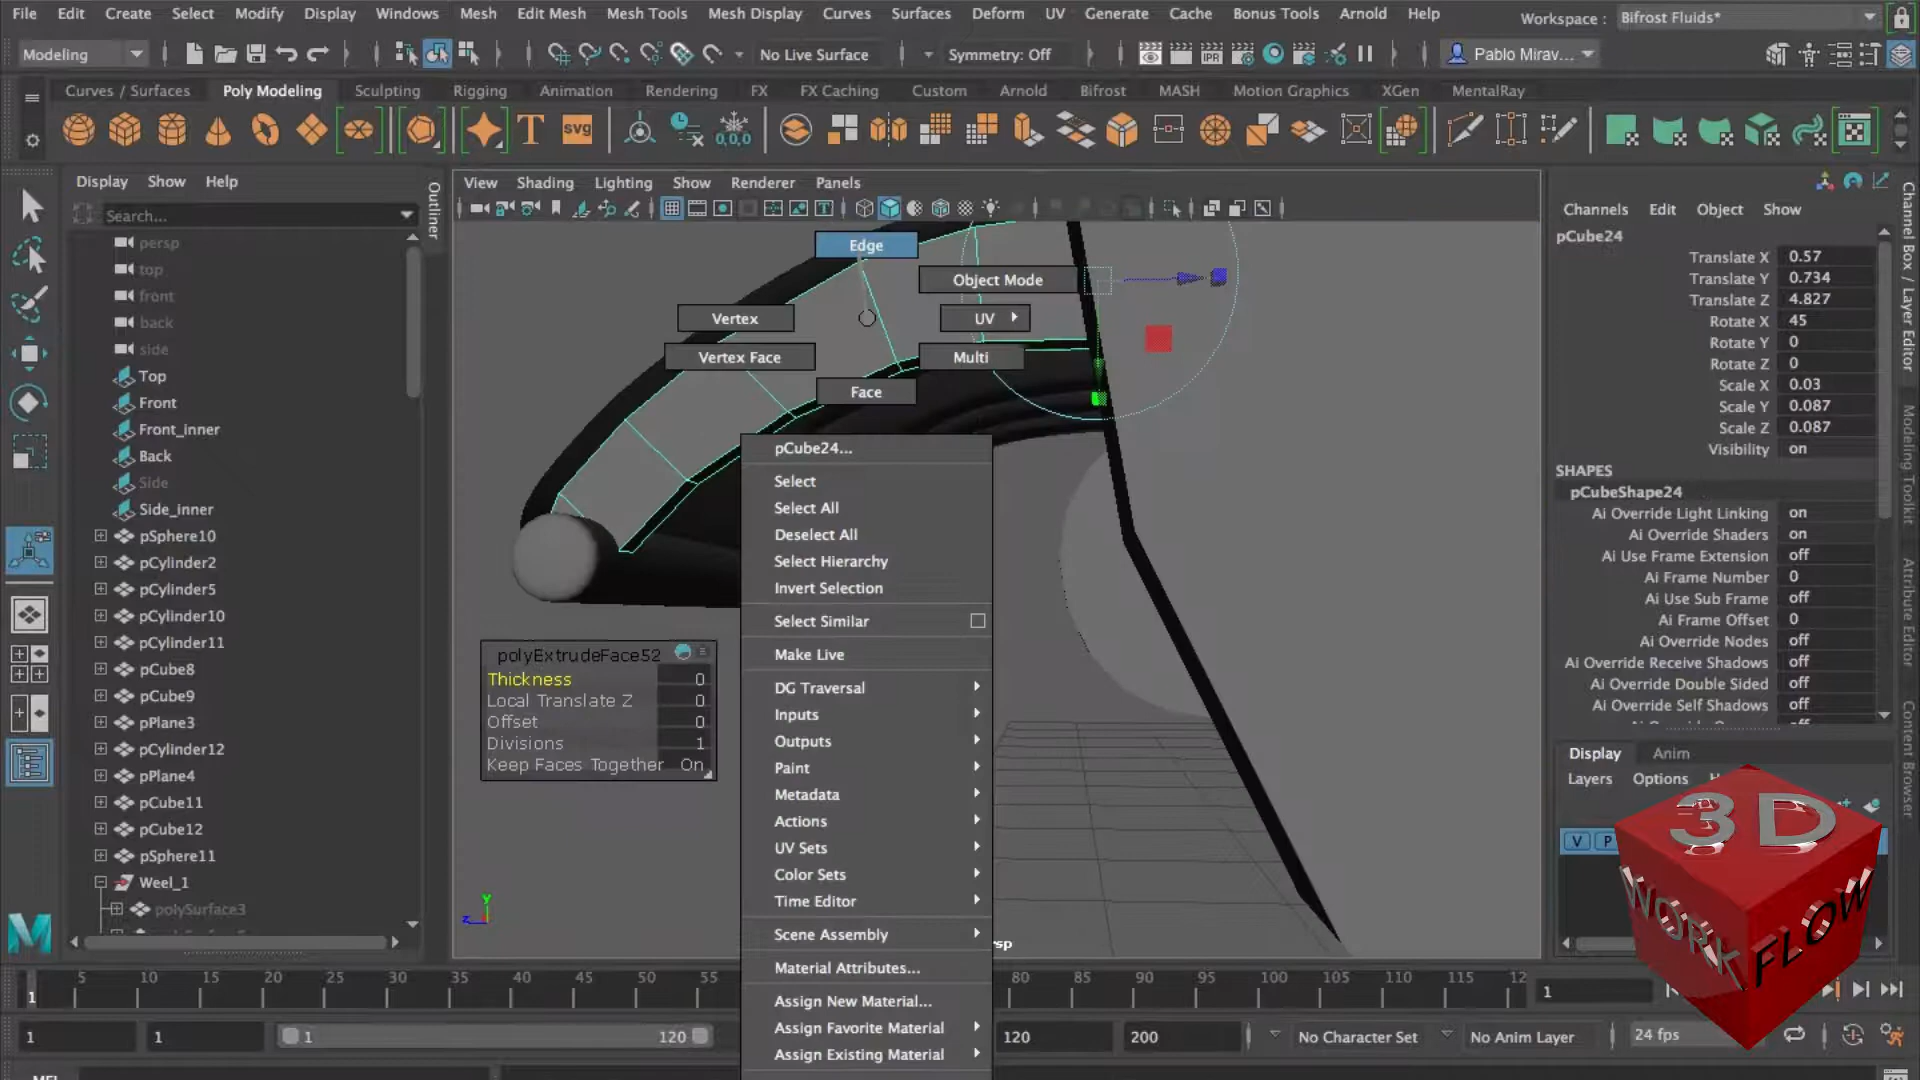 File Edit Create Select Modify Display Windows Mesh Edit Mesh Mesh Tools Mesh Display Curves Surfaces Deform UV Generate Cache Bonus Tools Arnold Help Workspace : Bifrost Fluids*
Modeling No Live Surface Symmetry: Off IPR Pablo Mirav...
Curves / Surfaces Poly Modeling Sculpting Rigging Animation Rendering FX FX Caching Custom Arnold Bifrost MASH Motion Graphics XGen MentalRay
T svg 0,0,0
Display Show Help
Outliner
Search...
persp
top
front
back
side
Top
Front
Front_inner
Back
Side
Side_inner
pSphere10
pCylinder2
pCylinder5
pCylinder10
pCylinder11
pCube8
pCube9
pPlane3
pCylinder12
pPlane4
pCube11
pCube12
pSphere11
Weel_1
polySurface3
View Shading Lighting Show Renderer Panels
Edge
Object Mode
Vertex
UV
Vertex Face
Multi
Face
pCube24...
Select
Select All
Deselect All
Select Hierarchy
Invert Selection
Select Similar
Make Live
DG Traversal
Inputs
Outputs
Paint
Metadata
Actions
UV Sets
Color Sets
Time Editor
Scene Assembly
Material Attributes...
Assign New Material...
Assign Favorite Material
Assign Existing Material
polyExtrudeFace52
Thickness 0
Local Translate Z 0
Offset 0
Divisions 1
Keep Faces Together On
y
z
rsp
Channels Edit Object Show
pCube24
Translate X 0.57
Translate Y 0.734
Translate Z 4.827
Rotate X 45
Rotate Y 0
Rotate Z 0
Scale X 0.03
Scale Y 0.087
Scale Z 0.087
Visibility on
SHAPES
pCubeShape24
Ai Override Light Linking on
Ai Override Shaders on
Ai Use Frame Extension off
Ai Frame Number 0
Ai Use Sub Frame off
Ai Frame Offset 0
Ai Override Nodes off
Ai Override Receive Shadows off
Ai Override Double Sided off
Ai Override Self Shadows off
Channel Box / Layer Editor
Modeling Toolkit
Attribute Editor
Content Browser
Display Anim
Layers Options
V P
3D
WORK FLOW
1 5 10 15 20 25 30 35 40 45 50 55 80 85 90 95 100 105 110 115 12
1
1 1 1 120 120 200 No Character Set No Anim Layer 24 fps
MEL